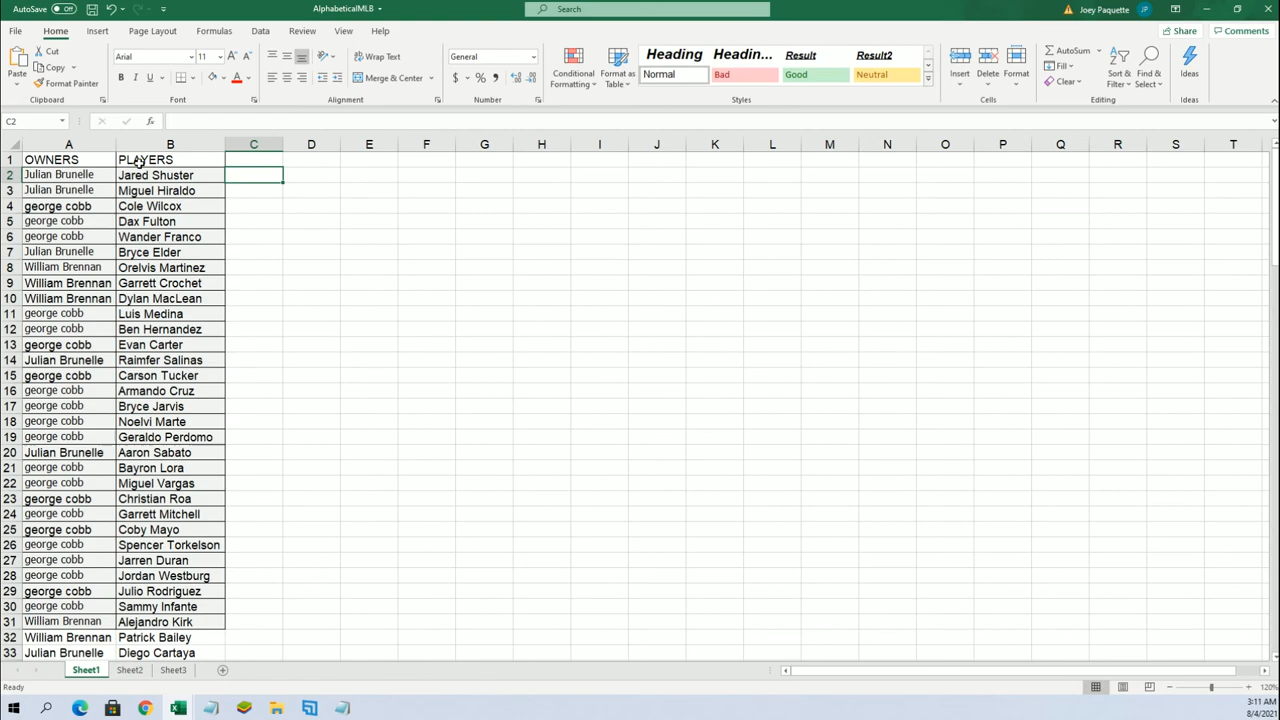 AutoSave Off AlphabeticalMLB Search Joey Paquette JP
File Home Insert Page Layout Formulas Data Review View Help Share Comments
Paste Cut Copy Format Painter Clipboard
Arial 11 A A B I U A Font
Wrap Text Merge & Center Alignment
General $ % Number
Conditional Formatting Format as Table
Heading Headin... Result Result2
Normal Bad Good Neutral
Styles
Insert Delete Format Cells
AutoSum Fill Clear Sort & Filter Find & Select Editing
Ideas Ideas
C2 fx
A B C D E F G H I J K L M N O P Q R S T
1 OWNERS PLAYERS
2 Julian Brunelle Jared Shuster
3 Julian Brunelle Miguel Hiraldo
4 george cobb Cole Wilcox
5 george cobb Dax Fulton
6 george cobb Wander Franco
7 Julian Brunelle Bryce Elder
8 William Brennan Orelvis Martinez
9 William Brennan Garrett Crochet
10 William Brennan Dylan MacLean
11 george cobb Luis Medina
12 george cobb Ben Hernandez
13 george cobb Evan Carter
14 Julian Brunelle Raimfer Salinas
15 george cobb Carson Tucker
16 george cobb Armando Cruz
17 george cobb Bryce Jarvis
18 george cobb Noelvi Marte
19 george cobb Geraldo Perdomo
20 Julian Brunelle Aaron Sabato
21 george cobb Bayron Lora
22 george cobb Miguel Vargas
23 george cobb Christian Roa
24 george cobb Garrett Mitchell
25 george cobb Coby Mayo
26 george cobb Spencer Torkelson
27 george cobb Jarren Duran
28 george cobb Jordan Westburg
29 george cobb Julio Rodriguez
30 george cobb Sammy Infante
31 William Brennan Alejandro Kirk
32 William Brennan Patrick Bailey
33 Julian Brunelle Diego Cartaya
Sheet1 Sheet2 Sheet3
Ready 120%
3:11 AM
8/4/2021